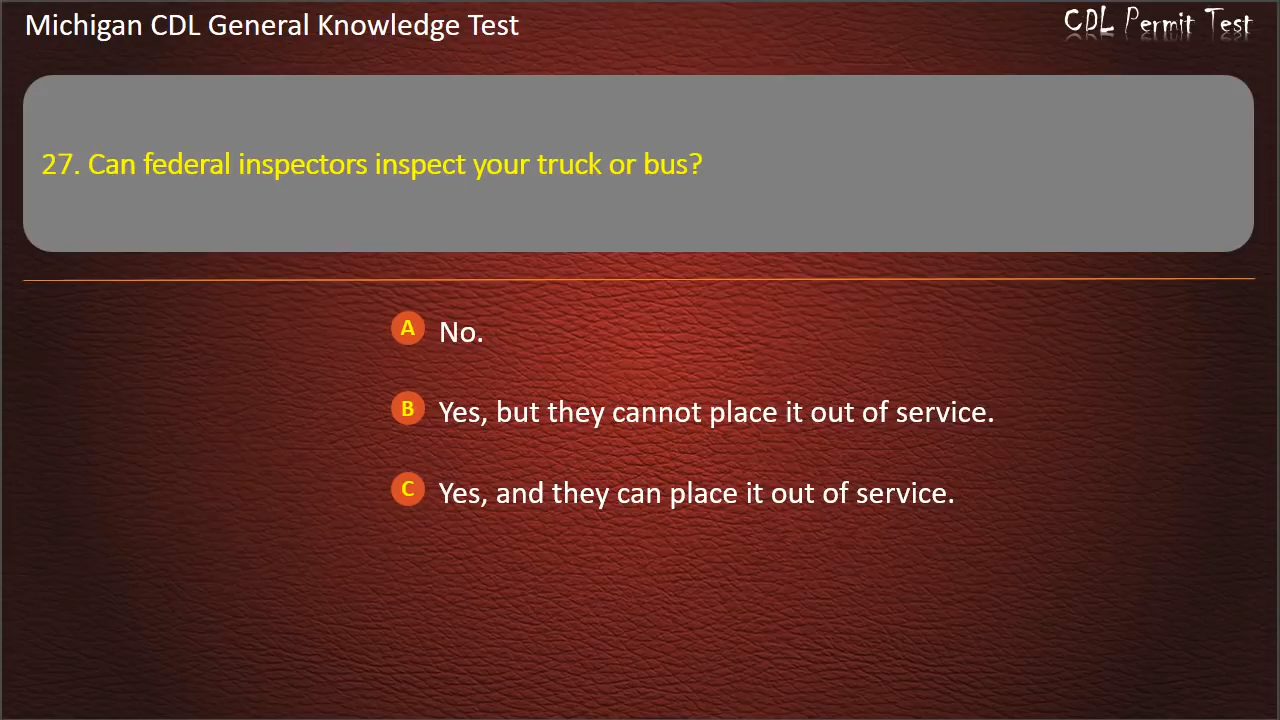 Michigan CDL General Knowledge Test
CDL Permit Test
27. Can federal inspectors inspect your truck or bus?
A No.
B Yes, but they cannot place it out of service.
C Yes, and they can place it out of service.